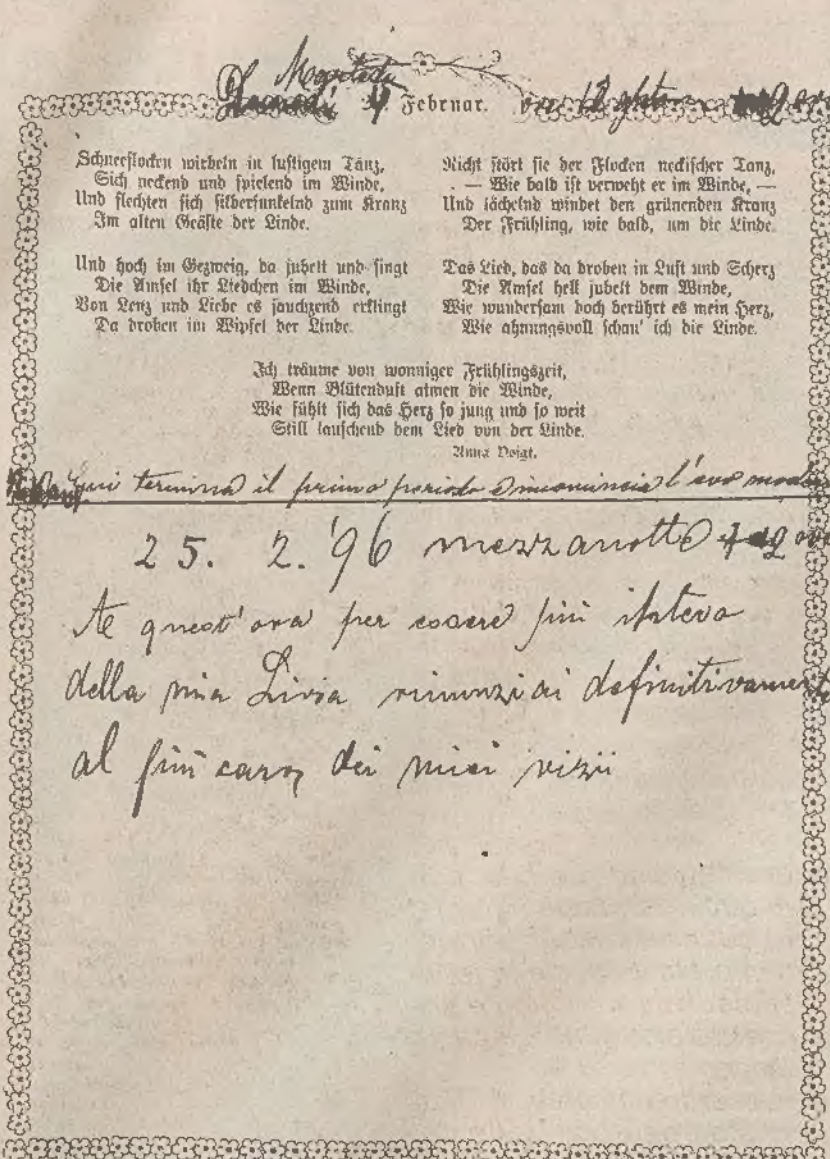 Martedì
4 Februar.
Schneeflocken wirbeln in lustigem Tanz,
Sich neckend und spielend im Winde,
Und flechten sich silberfunkelnd zum Kranz
Im alten Geäste der Linde.
Und hoch im Gezweig, da jubelt und singt
Die Amsel ihr Liedchen im Winde,
Von Lenz und Liebe es jauchzend erklingt
Da droben im Wipfel der Linde.
Nicht stört sie der Flocken neckischer Tanz,
— Wie bald ist verweht er im Winde, —
Und lächelnd windet den grünenden Kranz
Der Frühling, wie bald, um die Linde.
Das Lied, das da droben in Lust und Scherz
Die Amsel hell jubelt dem Winde,
Wie wundersam doch berührt es mein Herz,
Wie ahnungsvoll schau' ich die Linde.
Ich träume von wonniger Frühlingszeit,
Wenn Blütenduft atmen die Winde,
Wie fühlt sich das Herz so jung und so weit
Still lauschend dem Lied von der Linde.
Anna Voigt.
Qui termina il primo periodo e incomincia l'evo
25. 2. '96 mezzanotte
A quest'ora per essere più
della mia Livia rinunziai definitivamente
al più caro dei miei vizii